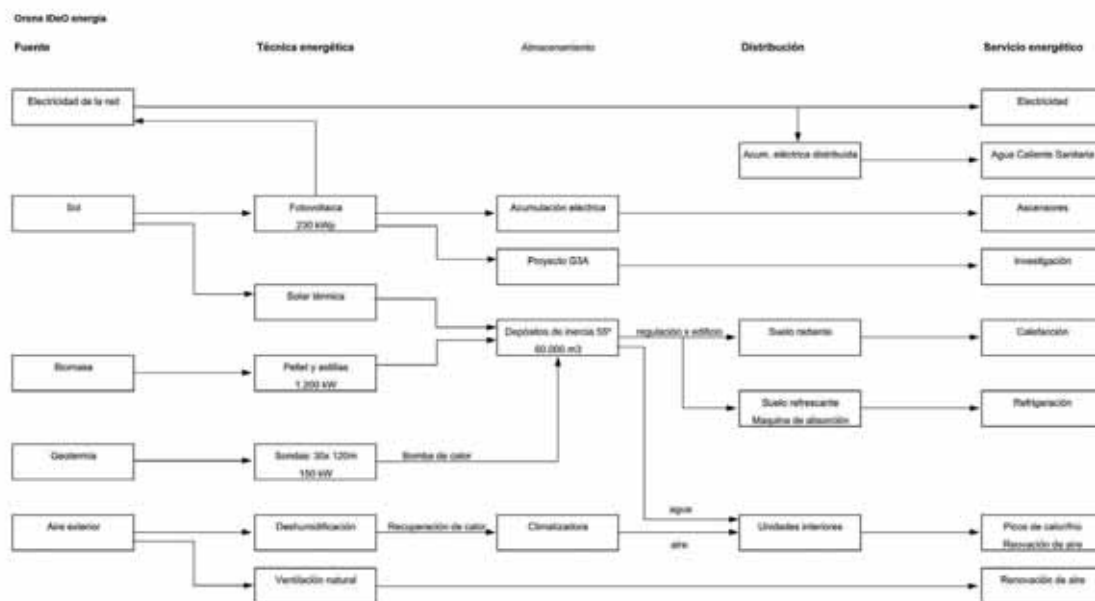 Orona IDeO energía
Fuente Técnica energética Almacenamiento Distribución Servicio energético
Electricidad de la red Electricidad
Acum. eléctrica distribuida Agua Caliente Sanitaria
Sol Fotovoltaica Acumulación eléctrica Ascensores
230 kWp
Proyecto G3A Investigación
Solar térmica
Depósitos de inercia 55º regulación x edificio Suelo radiante Calefacción
60.000 m3
Biomasa Pellet y astillas
1.200 kW
Suelo refrescante Refrigeración
Maquina de absorción
Geotermia Sondas: 30x 120m Bomba de calor
150 kW
agua
Aire exterior Deshumidificación Recuperación de calor Climatizadora Unidades interiores Picos de calor/frio
aire Renovación de aire
Ventilación natural Renovación de aire